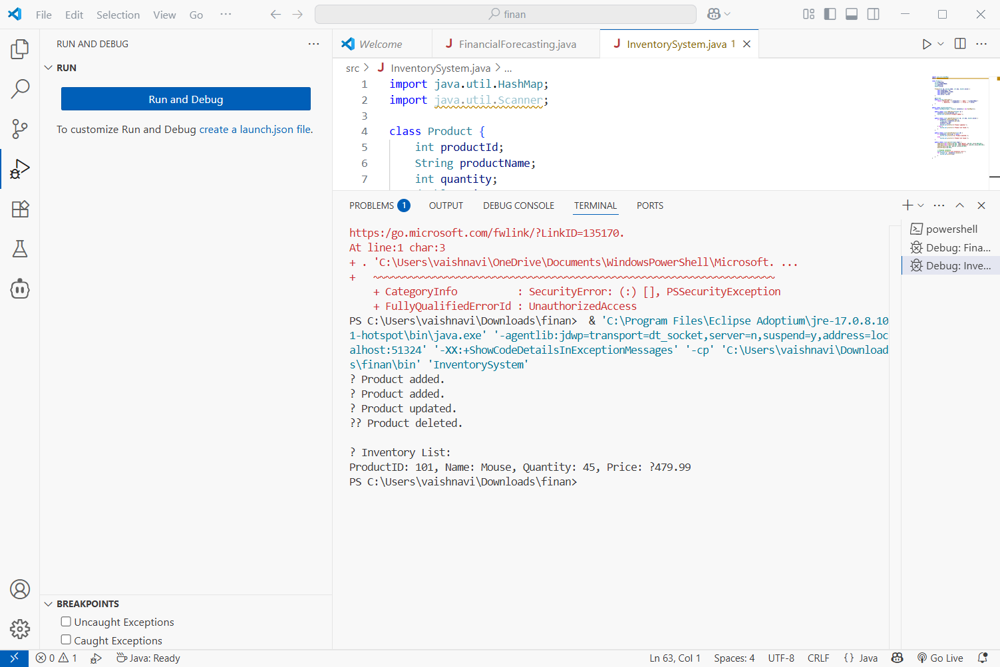 File Edit Selection View Go ··· finan
RUN AND DEBUG ···
RUN
Run and Debug
To customize Run and Debug create a launch.json file.
BREAKPOINTS
Uncaught Exceptions
Caught Exceptions
Welcome
J FinancialForecasting.java
J InventorySystem.java 1
src > J InventorySystem.java > ...
1 import java.util.HashMap;
2 import java.util.Scanner;
3
4 class Product {
5 int productId;
6 String productName;
7 int quantity;
PROBLEMS 1 OUTPUT DEBUG CONSOLE TERMINAL PORTS
https:/go.microsoft.com/fwlink/?LinkID=135170.
At line:1 char:3
+ . 'C:\Users\vaishnavi\OneDrive\Documents\WindowsPowerShell\Microsoft. ...
+ ~~~~~~~~~~~~~~~~~~~~~~~~~~~~~~~~~~~~~~~~~~~~~~~~~~~~~~~~~~~~~~~~~~~
+ CategoryInfo : SecurityError: (:) [], PSSecurityException
+ FullyQualifiedErrorId : UnauthorizedAccess
PS C:\Users\vaishnavi\Downloads\finan> & 'C:\Program Files\Eclipse Adoptium\jre-17.0.8.10
1-hotspot\bin\java.exe' '-agentlib:jdwp=transport=dt_socket,server=n,suspend=y,address=loc
alhost:51324' '-XX:+ShowCodeDetailsInExceptionMessages' '-cp' 'C:\Users\vaishnavi\Download
s\finan\bin' 'InventorySystem'
? Product added.
? Product added.
? Product updated.
?? Product deleted.
? Inventory List:
ProductID: 101, Name: Mouse, Quantity: 45, Price: ?479.99
PS C:\Users\vaishnavi\Downloads\finan>
powershell
Debug: Fina...
Debug: Inve...
0 1 Java: Ready Ln 63, Col 1 Spaces: 4 UTF-8 CRLF {} Java Go Live